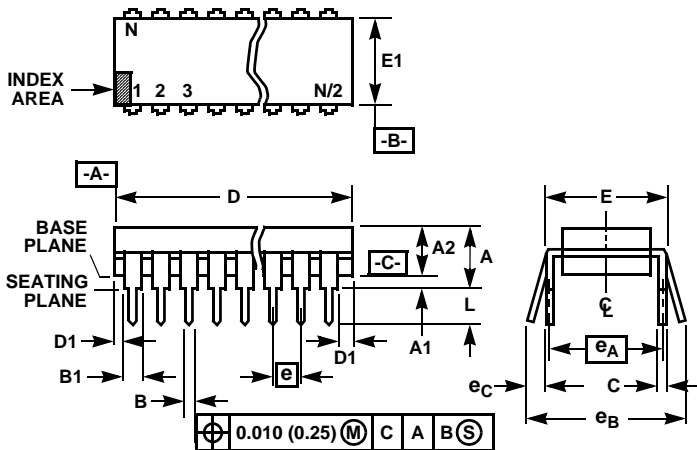 N
INDEX
AREA
1 2 3 N/2
E1
-B-
-A-
D
E
BASE
PLANE
A2
A
-C-
SEATING
PLANE
L
C
L
D1
A1
D1
eA
B1
e
eC
C
B
eB
0.010 (0.25) M C A B S